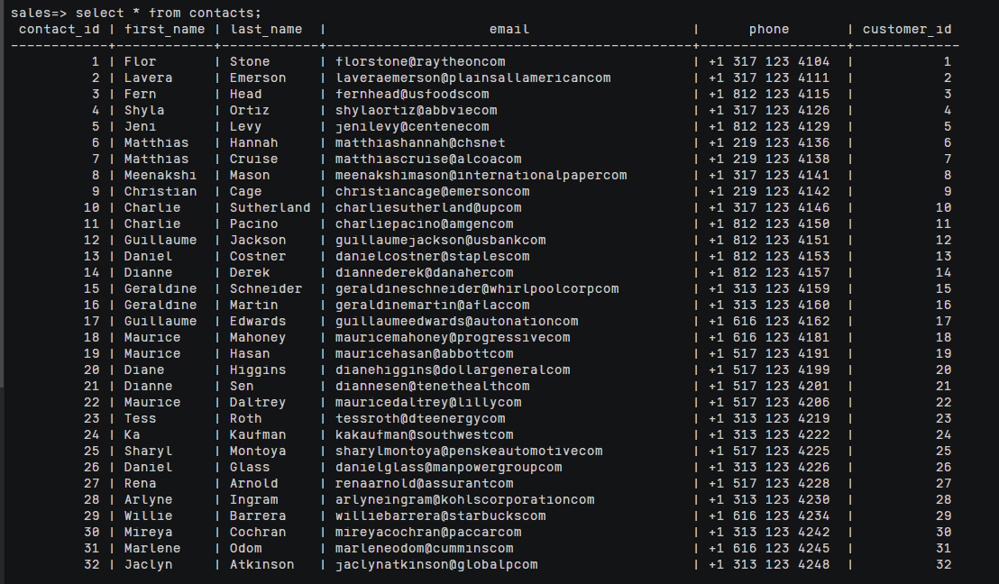 sales=> select * from contacts;
 contact_id | first_name | last_name  |                    email                    |      phone       | customer_id
------------+------------+------------+---------------------------------------------+------------------+-------------
          1 | Flor       | Stone      | florstone@raytheoncom                       | +1 317 123 4104  |           1
          2 | Lavera     | Emerson    | laveraemerson@plainsallamericancom          | +1 317 123 4111  |           2
          3 | Fern       | Head       | fernhead@usfoodscom                         | +1 812 123 4115  |           3
          4 | Shyla      | Ortiz      | shylaortiz@abbviecom                        | +1 317 123 4126  |           4
          5 | Jeni       | Levy       | jenilevy@centenecom                         | +1 812 123 4129  |           5
          6 | Matthias   | Hannah     | matthiashannah@chsnet                       | +1 219 123 4136  |           6
          7 | Matthias   | Cruise     | matthiascruise@alcoacom                     | +1 219 123 4138  |           7
          8 | Meenakshi  | Mason      | meenakshimason@internationalpapercom        | +1 317 123 4141  |           8
          9 | Christian  | Cage       | christiancage@emersoncom                    | +1 219 123 4142  |           9
         10 | Charlie    | Sutherland | charliesutherland@upcom                     | +1 317 123 4146  |          10
         11 | Charlie    | Pacino     | charliepacino@amgencom                      | +1 812 123 4150  |          11
         12 | Guillaume  | Jackson    | guillaumejackson@usbankcom                  | +1 812 123 4151  |          12
         13 | Daniel     | Costner    | danielcostner@staplescom                    | +1 812 123 4153  |          13
         14 | Dianne     | Derek      | diannederek@danahercom                      | +1 812 123 4157  |          14
         15 | Geraldine  | Schneider  | geraldineschneider@whirlpoolcorpcom         | +1 313 123 4159  |          15
         16 | Geraldine  | Martin     | geraldinemartin@aflaccom                    | +1 313 123 4160  |          16
         17 | Guillaume  | Edwards    | guillaumeedwards@autonationcom              | +1 616 123 4162  |          17
         18 | Maurice    | Mahoney    | mauricemahoney@progressivecom               | +1 616 123 4181  |          18
         19 | Maurice    | Hasan      | mauricehasan@abbottcom                      | +1 517 123 4191  |          19
         20 | Diane      | Higgins    | dianehiggins@dollargeneralcom               | +1 517 123 4199  |          20
         21 | Dianne     | Sen        | diannesen@tenethealthcom                    | +1 517 123 4201  |          21
         22 | Maurice    | Daltrey    | mauricedaltrey@lillycom                     | +1 517 123 4206  |          22
         23 | Tess       | Roth       | tessroth@dteenergycom                       | +1 313 123 4219  |          23
         24 | Ka         | Kaufman    | kakaufman@southwestcom                      | +1 313 123 4222  |          24
         25 | Sharyl     | Montoya    | sharylmontoya@penskeautomotivecom           | +1 517 123 4225  |          25
         26 | Daniel     | Glass      | danielglass@manpowergroupcom                | +1 313 123 4226  |          26
         27 | Rena       | Arnold     | renaarnold@assurantcom                      | +1 517 123 4228  |          27
         28 | Arlyne     | Ingram     | arlyneingram@kohlscorporationcom            | +1 313 123 4230  |          28
         29 | Willie     | Barrera    | williebarrera@starbuckscom                  | +1 616 123 4234  |          29
         30 | Mireya     | Cochran    | mireyacochran@paccarcom                     | +1 313 123 4242  |          30
         31 | Marlene    | Odom       | marleneodom@cumminscom                      | +1 616 123 4245  |          31
         32 | Jaclyn     | Atkinson   | jaclynatkinson@globalpcom                   | +1 313 123 4248  |          32